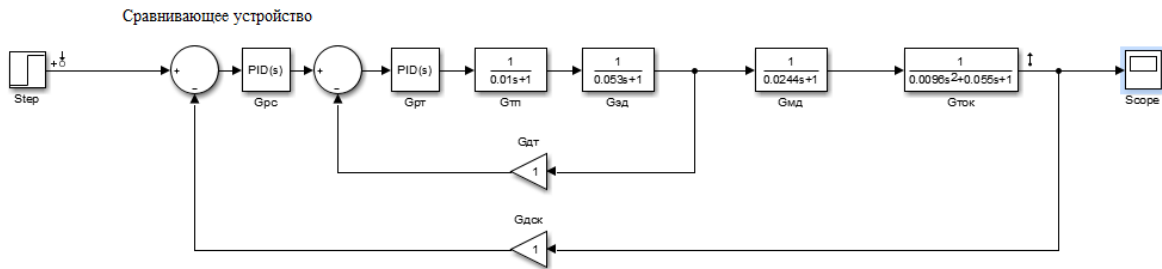 Сравнивающее устройство
Step
+
−
PID(s)
Gрс
+
−
PID(s)
Gрт
1
0.01s+1
Gтп
1
0.053s+1
Gэд
1
0.0244s+1
Gмд
1
0.0096s²+0.055s+1
Gток
Scope
Gдт
1
Gдск
1